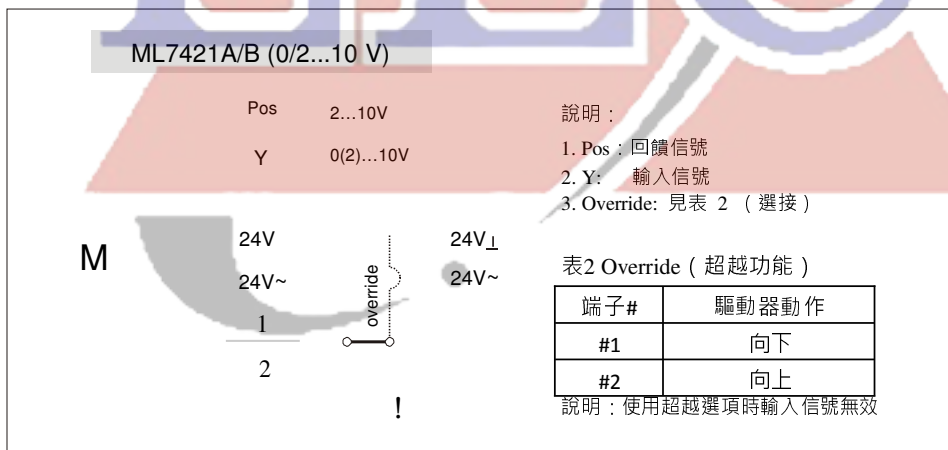 ML7421A/B (0/2...10 V)
Pos 2...10V
Y 0(2)...10V
說明：
1. Pos：回饋信號
2. Y: 輸入信號
3. Override: 見表 2 （選接）
M
24V 24V⊥
24V~ 24V~
override
1
2
!
表2 Override（超越功能）
端子# 驅動器動作
#1 向下
#2 向上
說明：使用超越選項時輸入信號無效